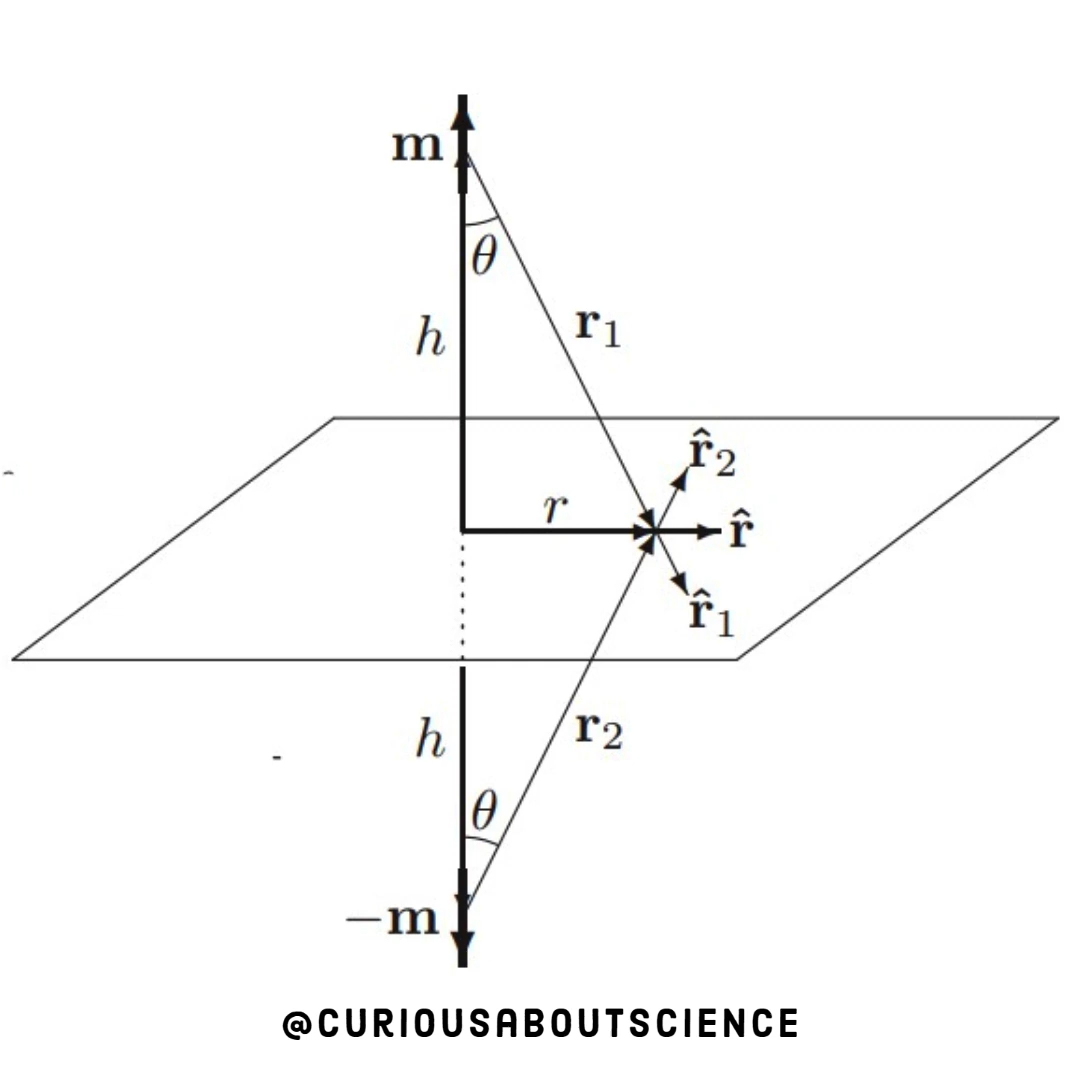 m
θ
h
r₁
r̂₂
r
r̂
r̂₁
h
r₂
θ
−m
@CURIOUSABOUTSCIENCE